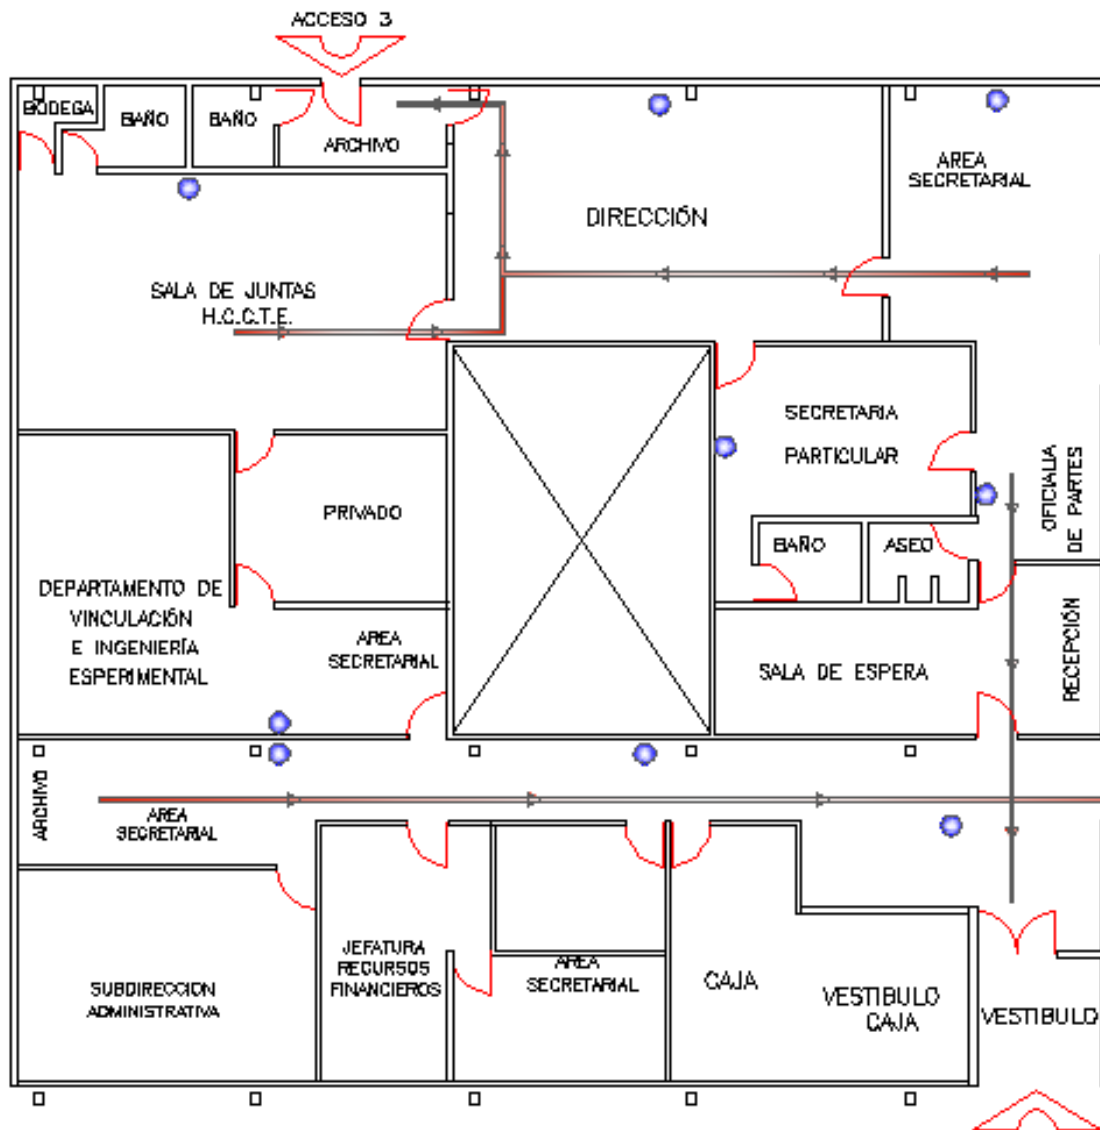 ACCESO 3
BODEGA
BAÑO
BAÑO
ARCHIVO
AREA
SECRETARIAL
DIRECCIÓN
SALA DE JUNTAS
H.C.C.T.E.
SECRETARIA
PARTICULAR
OFICIALIA
DE PARTES
PRIVADO
BAÑO
ASEO
DEPARTAMENTO DE
VINCULACIÓN
E INGENIERÍA
ESPERIMENTAL
AREA
SECRETARIAL
SALA DE ESPERA
RECEPCIÓN
ARCHIVO
AREA
SECRETARIAL
JEFATURA
RECURSOS
FINANCIEROS
AREA
SECRETARIAL
CAJA
SUBDIRECCION
ADMINISTRATIVA
VESTIBULO
CAJA
VESTIBULO